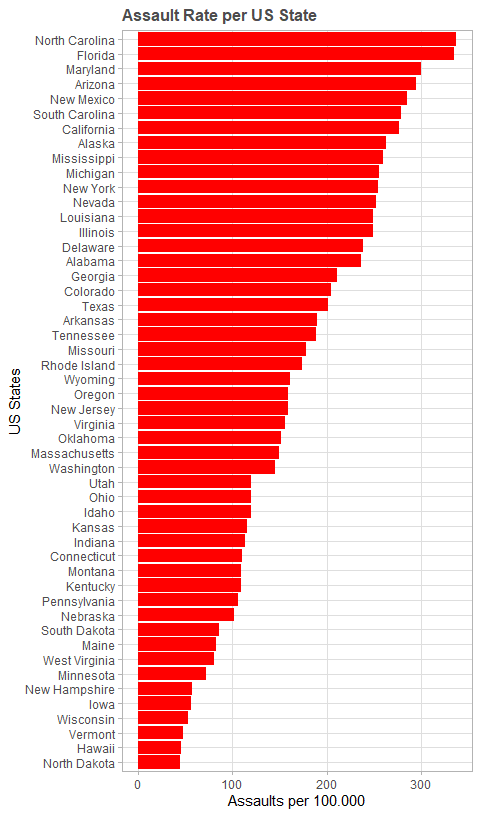 Assault Rate per US State
North Carolina
Florida
Maryland
Arizona
New Mexico
South Carolina
California
Alaska
Mississippi
Michigan
New York
Nevada
Louisiana
Illinois
Delaware
Alabama
Georgia
Colorado
Texas
Arkansas
Tennessee
Missouri
Rhode Island
Wyoming
Oregon
New Jersey
Virginia
Oklahoma
Massachusetts
Washington
Utah
Ohio
Idaho
Kansas
Indiana
Connecticut
Montana
Kentucky
Pennsylvania
Nebraska
South Dakota
Maine
West Virginia
Minnesota
New Hampshire
Iowa
Wisconsin
Vermont
Hawaii
North Dakota
US States
0 100 200 300
Assaults per 100.000